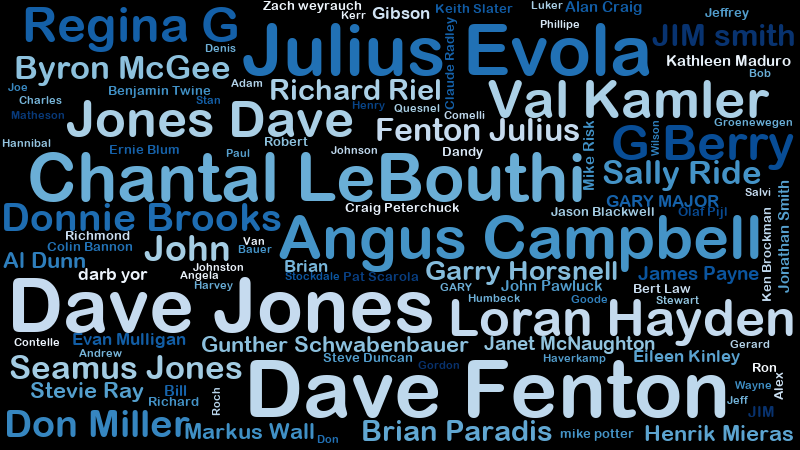 Zach weyrauch
Kerr
Gibson
Keith Slater
Luker
Alan Craig
Jeffrey
Regina G
Denis
Julius Evola
Claude Radley
Phillipe
JIM smith
Kathleen Maduro
Bob
Byron McGee
Joe
Charles
Benjamin Twine
Stan
Adam
Richard Riel
Henry
Quesnel
Comelli
Val Kamler
Groenewegen
Matheson
Jones Dave
Fenton Julius
Mike Risk
Wilson
G Berry
Hannibal
Ernie Blum
Paul
Robert
Johnson
Dandy
Chantal LeBouthi
Sally Ride
Salvi
Jonathan Smith
Craig Peterchuck
GARY MAJOR
Jason Blackwell
Olaf Pijl
Donnie Brooks
Angus Campbell
Ken Brockman
Richmond
Colin Bannon
John
Van
Bauer
Al Dunn
darb yor
Johnston
Angela
Harvey
Brian
Stockdale
Pat Scarola
Garry Horsnell
James Payne
GARY
John Pawluck
Bert Law
Humbeck
Goode
Stewart
Dave Jones
Loran Hayden
Contelle
Evan Mulligan
Andrew
Gunther Schwabenbauer
Janet McNaughton
Gerard
Steve Duncan
Gordon
Haverkamp
Eileen Kinley
Ron
Seamus Jones
Dave Fenton
Stevie Ray
Bill
Richard
Roch
Wayne
Alex
Jeff
JIM
Don Miller
Markus Wall
Don
Brian Paradis
mike potter
Henrik Mieras